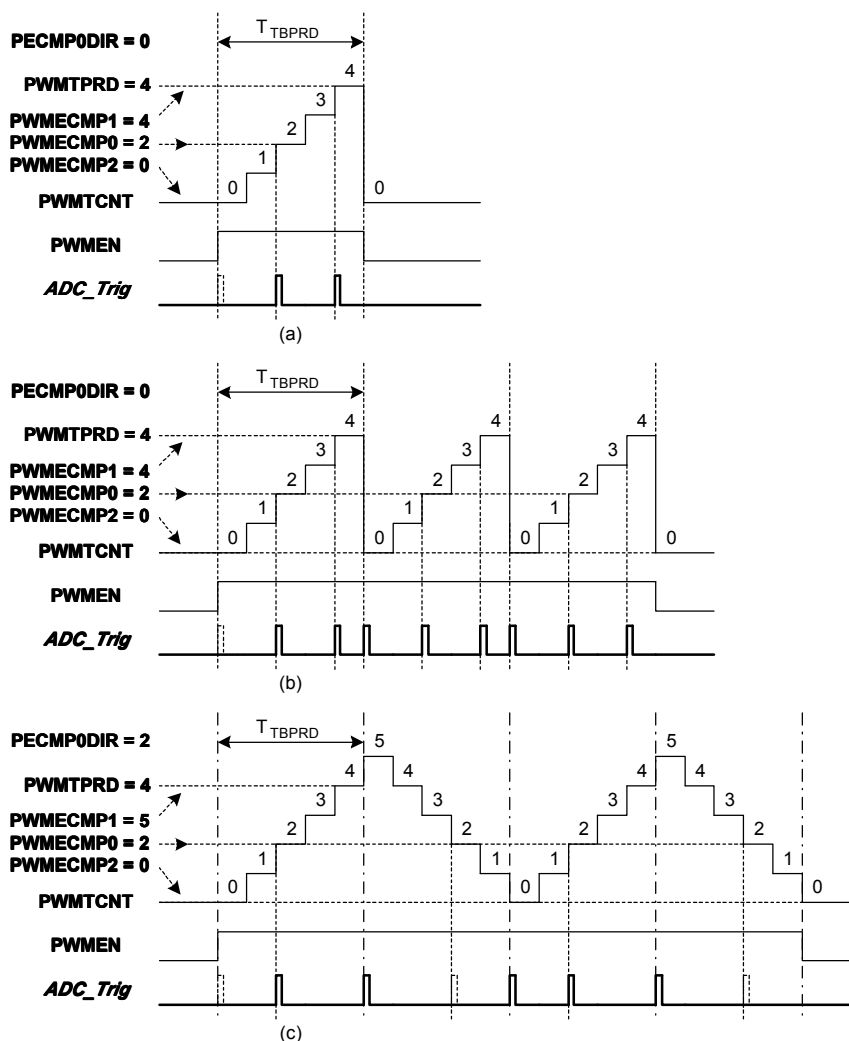 PECMP0DIR = 0
T TBPRD
PWMTPRD = 4
4
3
PWMECMP1 = 4
PWMECMP0 = 2
2
PWMECMP2 = 0
1
0
0
PWMTCNT
PWMEN
ADC_Trig
(a)
PECMP0DIR = 0
T TBPRD
PWMTPRD = 4
4 4 4
3 3 3
PWMECMP1 = 4
PWMECMP0 = 2
2 2 2
PWMECMP2 = 0
1 1 1
0 0 0 0
PWMTCNT
PWMEN
ADC_Trig
(b)
PECMP0DIR = 2
T TBPRD
5 5
PWMTPRD = 4
4 4 4 4
3 3 3 3
PWMECMP1 = 5
PWMECMP0 = 2
2 2 2 2
PWMECMP2 = 0
1 1 1 1
0 0 0
PWMTCNT
PWMEN
ADC_Trig
(c)